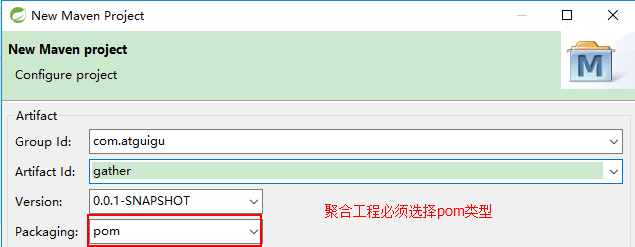 New Maven Project
New Maven project
Configure project
M
Artifact
Group Id: com.atguigu
Artifact Id: gather
Version: 0.0.1-SNAPSHOT
聚合工程必须选择pom类型
Packaging: pom